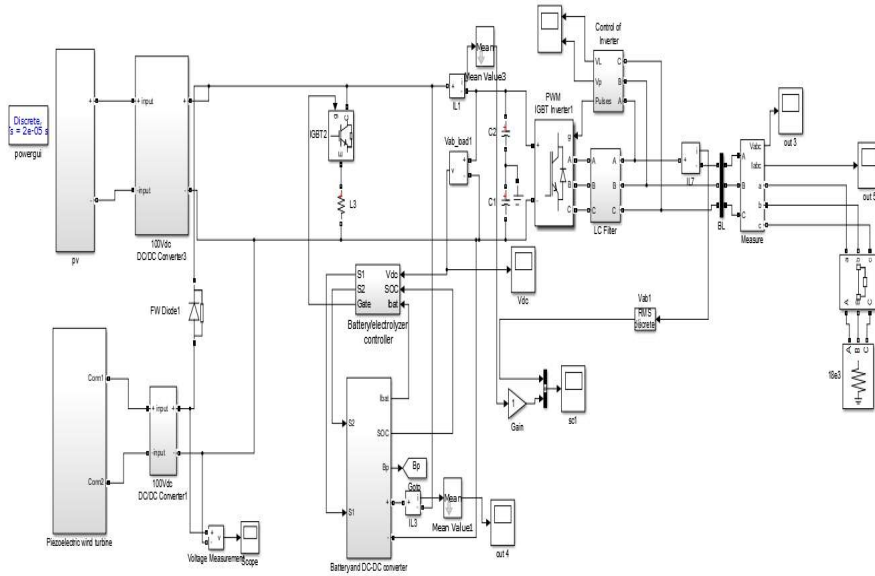 Discrete,
s = 2e-05 s
powergui
pv
+ input
-input
100Vdc
DC/DC Converter3
FW Diode1
Piezoelectric wind turbine
Conn1
Conn2
+ input
-input
100Vdc
DC/DC Converter1
Voltage Measurement
Scope
IGBT2
g
C
E
L3
S1
S2
Gate
Vdc
SOC
Ibat
Battery/electrolyzer
controller
S2
S1
Ibat
SOC
Bp
Battery and DC-DC converter
Bp
Goto
IL3
Mean
Mean Value1
out 4
IL1
Mean
Mean Value3
Vab_load1
v
C2
C1
Vdc
PWM
IGBT Inverter1
g
A
B
C
Control of
Inverter
VL
Vp
Pulses
C
B
A
A
B
C
A
B
C
LC Filter
IL7
BL
Vab1
RMS
discrete
1
Gain
sc1
A
B
C
Vabc
Iabc
a
b
c
Measure
out 3
out 5
a
b
c
A
B
C
A
B
C
18e3